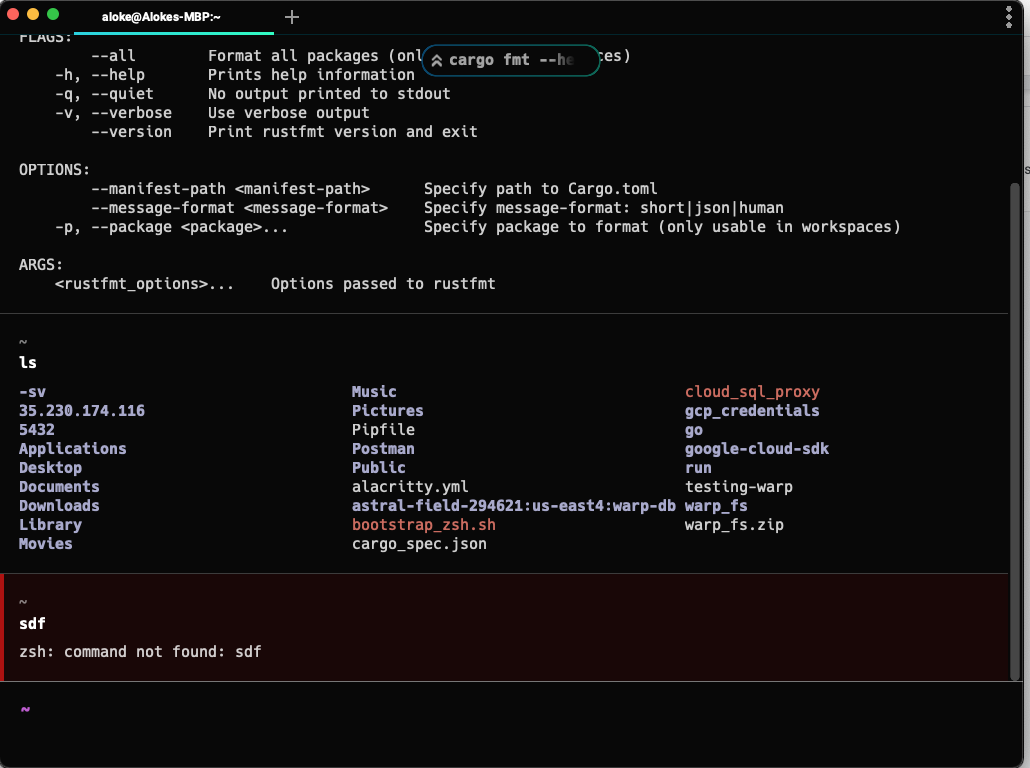 aloke@Alokes-MBP:~
FLAGS:
--all Format all packages (onl ces)
cargo fmt --he
-h, --help Prints help information
-q, --quiet No output printed to stdout
-v, --verbose Use verbose output
--version Print rustfmt version and exit
OPTIONS:
--manifest-path <manifest-path> Specify path to Cargo.toml
--message-format <message-format> Specify message-format: short|json|human
-p, --package <package>... Specify package to format (only usable in workspaces)
ARGS:
<rustfmt_options>... Options passed to rustfmt
~
ls
-sv Music cloud_sql_proxy
35.230.174.116 Pictures gcp_credentials
5432 Pipfile go
Applications Postman google-cloud-sdk
Desktop Public run
Documents alacritty.yml testing-warp
Downloads astral-field-294621:us-east4:warp-db warp_fs
Library bootstrap_zsh.sh warp_fs.zip
Movies cargo_spec.json
~
sdf
zsh: command not found: sdf
~